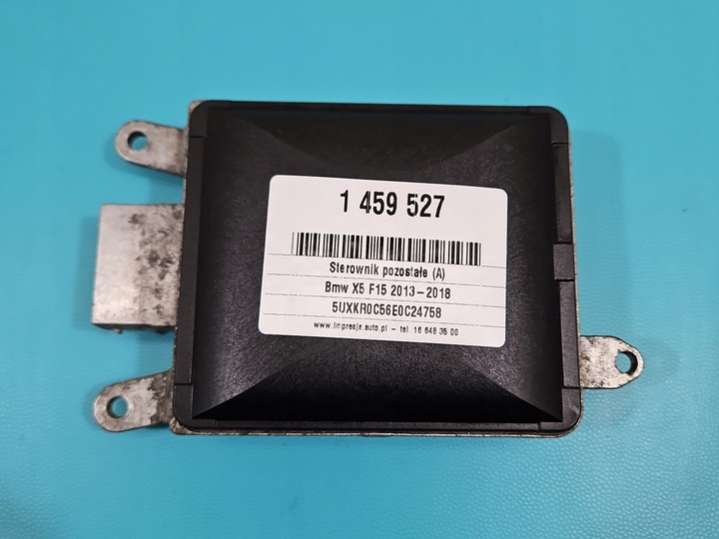 1 459 527
Sterownik pozostałe (A)
Bmw X5 F15 2013-2018
5UXKR0C56E0C24758
www.impresja.auto.pl - tel. 16 648 36 00